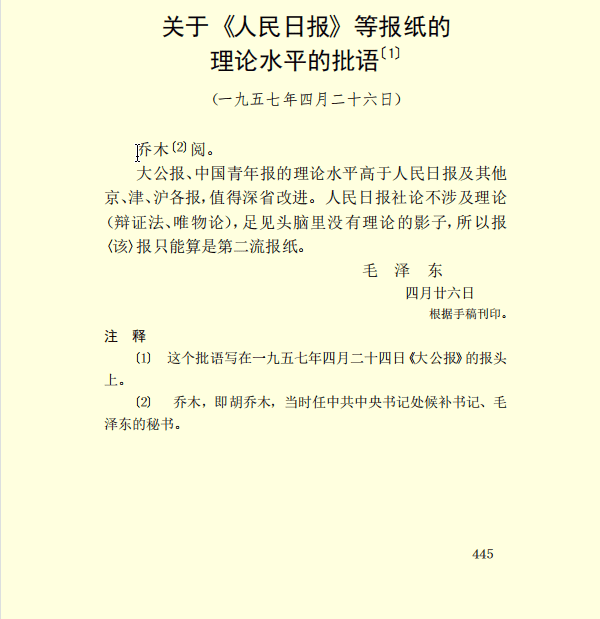 关于《人民日报》等报纸的
理论水平的批语〔1〕
（一九五七年四月二十六日）
乔木〔2〕阅。
大公报、中国青年报的理论水平高于人民日报及其他
京、津、沪各报，值得深省改进。人民日报社论不涉及理论
（辩证法、唯物论），足见头脑里没有理论的影子，所以报
〈该〉报只能算是第二流报纸。
毛 泽 东
四月廿六日
根据手稿刊印。
注 释
〔1〕 这个批语写在一九五七年四月二十四日《大公报》的报头
上。
〔2〕 乔木，即胡乔木，当时任中共中央书记处候补书记、毛
泽东的秘书。
445